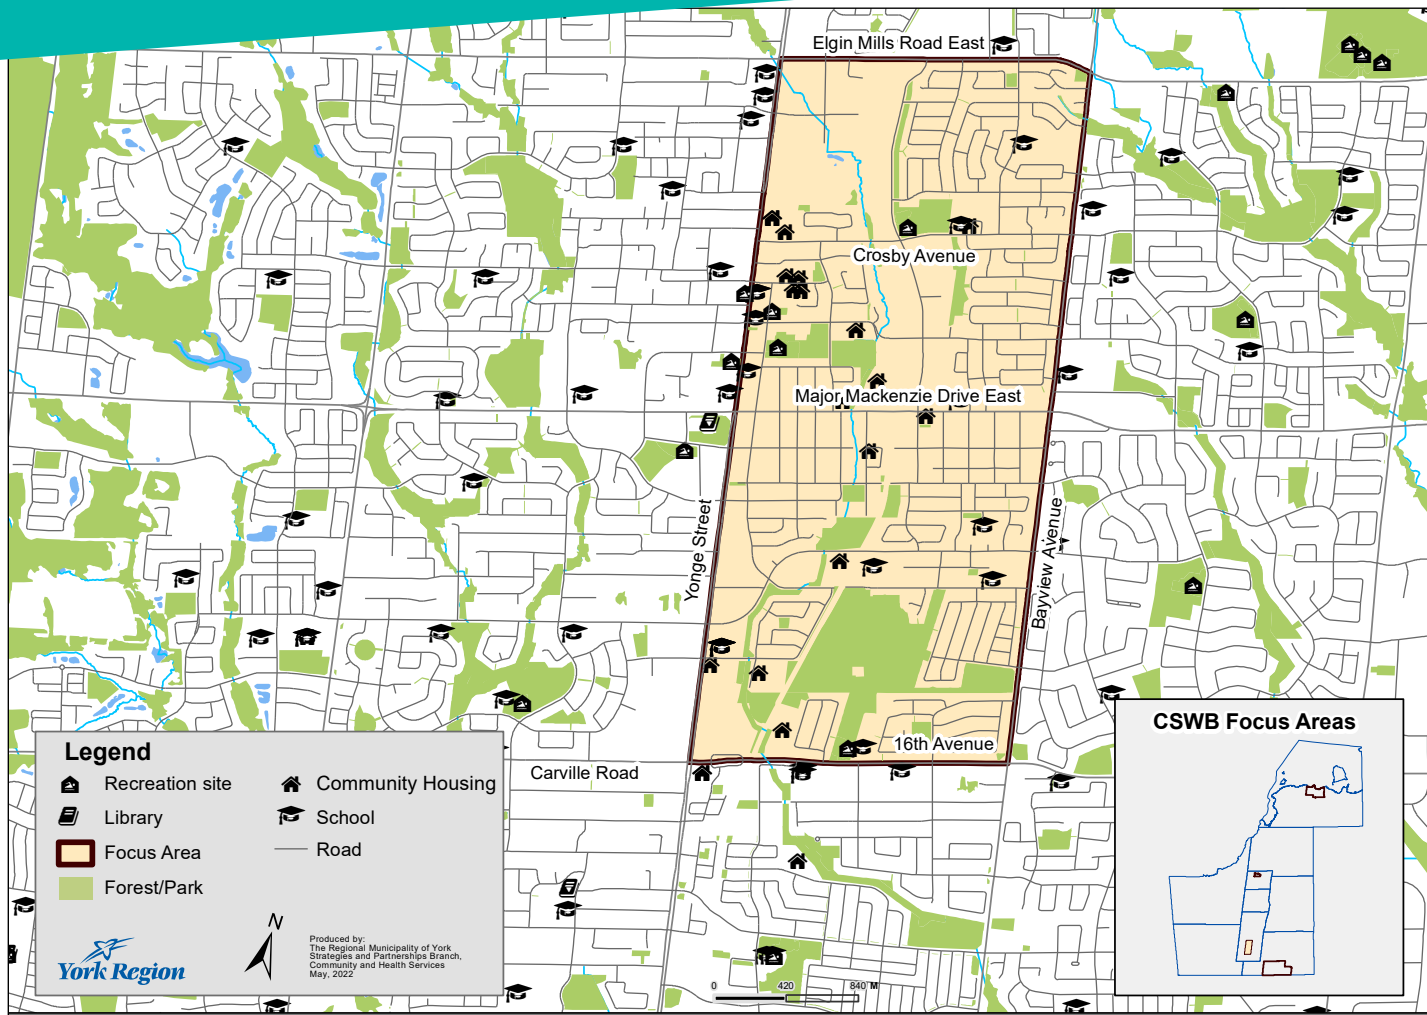 Elgin Mills Road East
Crosby Avenue
Major Mackenzie Drive East
Yonge Street
Bayview Avenue
16th Avenue
Carville Road
Legend
Recreation site
Community Housing
Library
School
Focus Area
Road
Forest/Park
York Region
N
Produced by:
The Regional Municipality of York
Strategies and Partnerships Branch,
Community and Health Services
May, 2022
0 420 840 M
CSWB Focus Areas